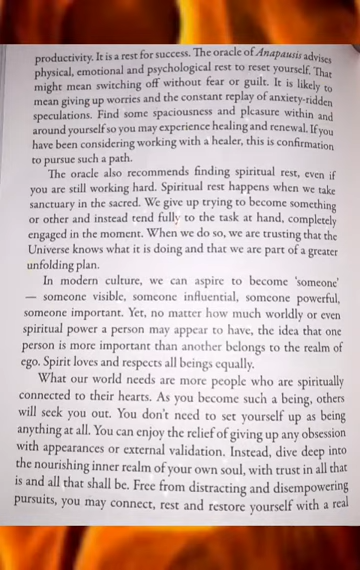 productivity. It is a rest for success. The oracle of Anapausis advises
physical, emotional and psychological rest to reset yourself. That
might mean switching off without fear or guilt. It is likely to
mean giving up worries and the constant replay of anxiety-ridden
speculations. Find some spaciousness and pleasure within and
around yourself so you may experience healing and renewal. If you
have been considering working with a healer, this is confirmation
to pursue such a path.
The oracle also recommends finding spiritual rest, even if
you are still working hard. Spiritual rest happens when we take
sanctuary in the sacred. We give up trying to become something
or other and instead tend fully to the task at hand, completely
engaged in the moment. When we do so, we are trusting that the
Universe knows what it is doing and that we are part of a greater
unfolding plan.
In modern culture, we can aspire to become 'someone'
— someone visible, someone influential, someone powerful,
someone important. Yet, no matter how much worldly or even
spiritual power a person may appear to have, the idea that one
person is more important than another belongs to the realm of
ego. Spirit loves and respects all beings equally.
What our world needs are more people who are spiritually
connected to their hearts. As you become such a being, others
will seek you out. You don't need to set yourself up as being
anything at all. You can enjoy the relief of giving up any obsession
with appearances or external validation. Instead, dive deep into
the nourishing inner realm of your own soul, with trust in all that
is and all that shall be. Free from distracting and disempowering
pursuits, you may connect, rest and restore yourself with a real